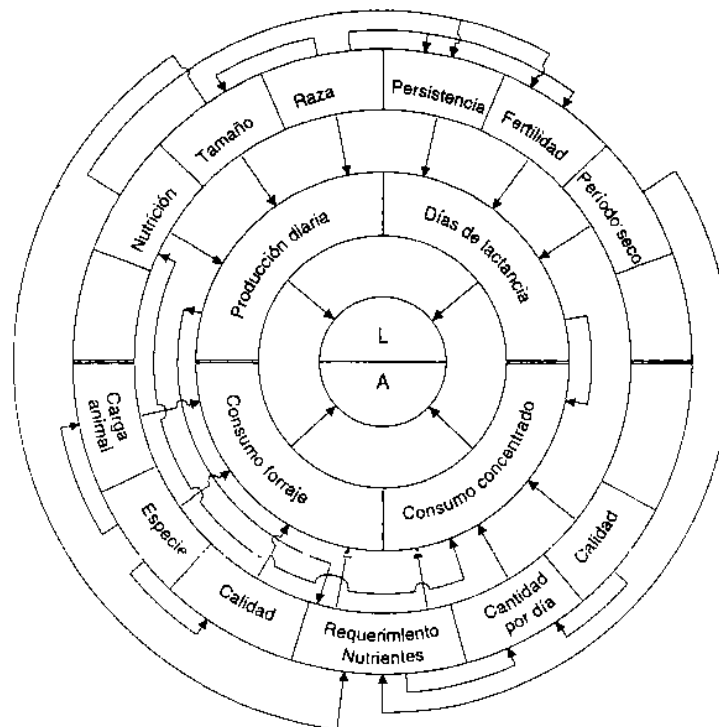 Raza
Persistencia
Tamaño
Fertilidad
Nutrición
Período seco
Producción diaria
Días de lactancia
L
A
Carga
animal
Consumo forraje
Consumo concentrado
Especie
Calidad
Calidad
Cantidad
por día
Requerimiento
Nutrientes